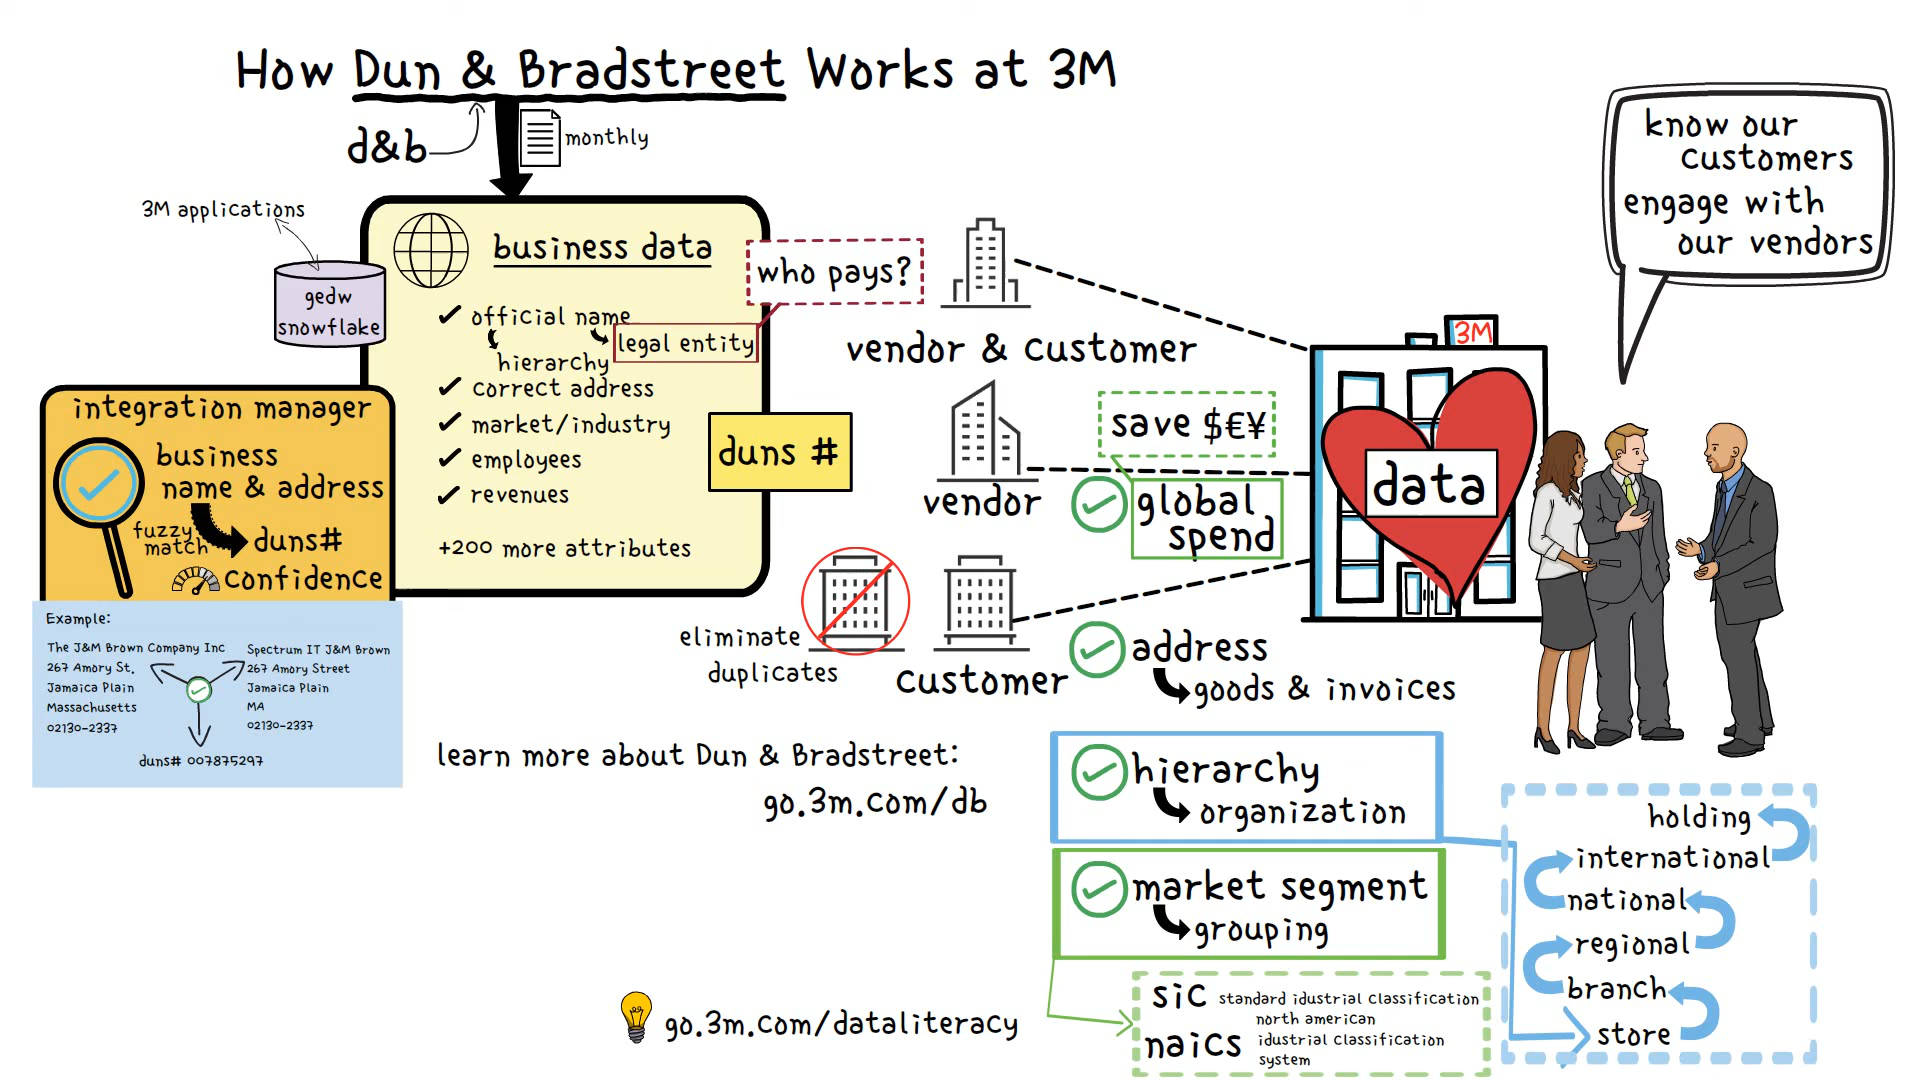 How Dun & Bradstreet Works at 3M
d&b
monthly
3M applications
gedw
snowflake
business data
official name
hierarchy
legal entity
correct address
market/industry
employees
revenues
+200 more attributes
who pays?
duns #
integration manager
business
name & address
fuzzy
match
duns#
confidence
Example:
The J&M Brown Company Inc
267 Amory St.
Jamaica Plain
Massachusetts
02130-2337
Spectrum IT J&M Brown
267 Amory Street
Jamaica Plain
MA
02130-2337
duns# 007875297
vendor & customer
vendor
customer
eliminate
duplicates
save $€¥
global
spend
address
goods & invoices
3M
data
know our
customers
engage with
our vendors
learn more about Dun & Bradstreet:
go.3m.com/db
hierarchy
organization
market segment
grouping
sic standard idustrial classification
naics north american
idustrial classification
system
holding
international
national
regional
branch
store
go.3m.com/dataliteracy